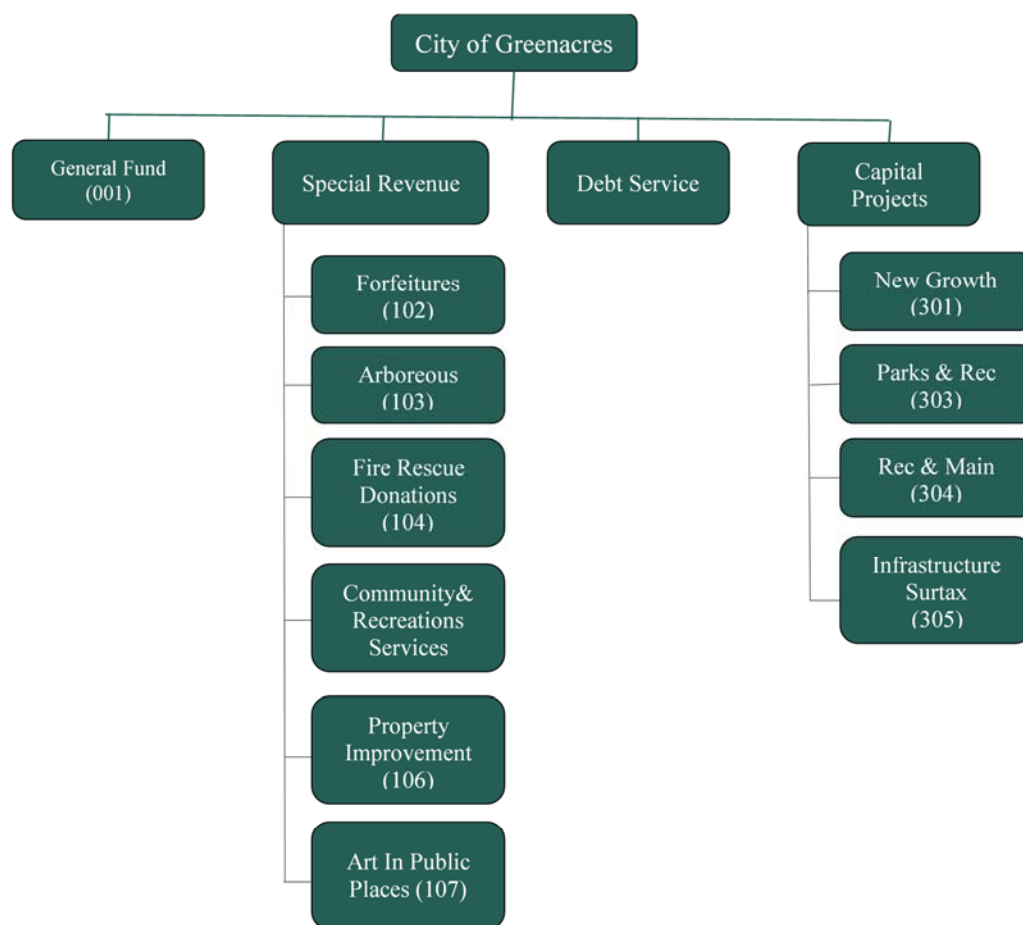 City of Greenacres
General Fund
(001)
Special Revenue
Debt Service
Capital
Projects
Forfeitures
(102)
Arboreous
(103)
Fire Rescue
Donations
(104)
Community&
Recreations
Services
Property
Improvement
(106)
Art In Public
Places (107)
New Growth
(301)
Parks & Rec
(303)
Rec & Main
(304)
Infrastructure
Surtax
(305)